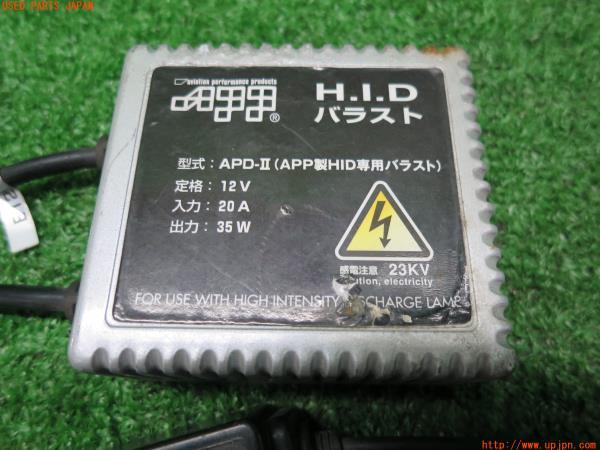 USED PARTS JAPAN
aviation performance products
APP®
H.I.D
バラスト
型式：APD-II（APP製HID専用バラスト）
定格：12V
入力：20A
出力：35W
感電注意 23KV
electricity
FOR USE WITH HIGH INTENSITY DISCHARGE LAMP
http://www.upjpn.com/